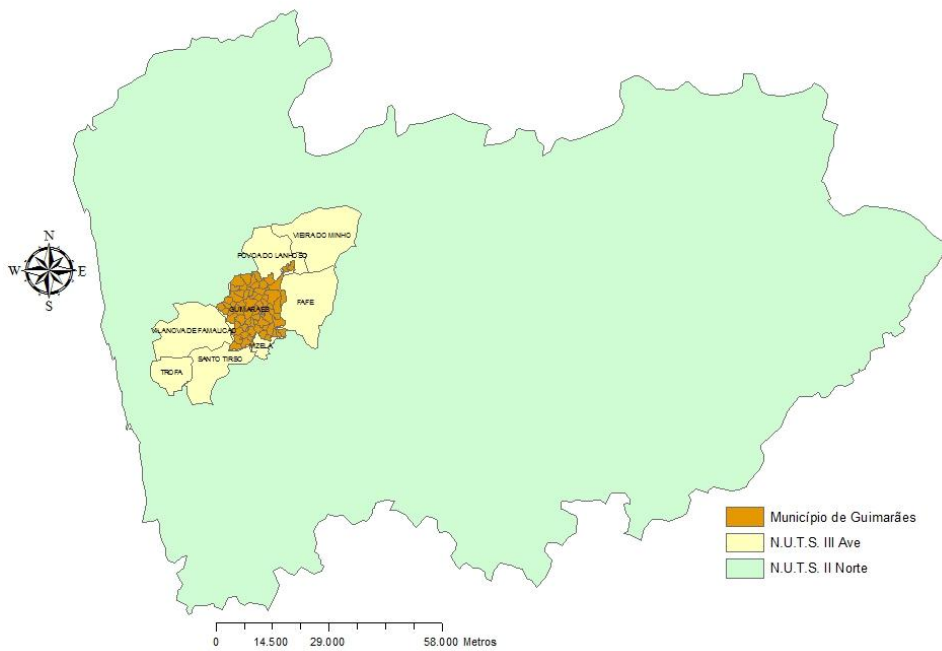 VIEIRA DO MINHO
POVOA DO LANHOSO
N
W E
S
FAFE
GUIMARAES
VILA NOVA DE FAMALICAO
VIZELA
SANTO TIRSO
TROFA
Município de Guimarães
N.U.T.S. III Ave
N.U.T.S. II Norte
0 14.500 29.000 58.000 Metros